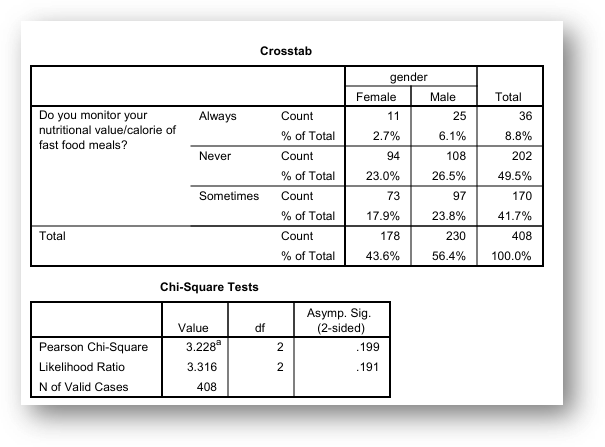 Crosstab
gender
Female Male Total
Do you monitor your nutritional value/calorie of fast food meals? Always Count 11 25 36
% of Total 2.7% 6.1% 8.8%
Never Count 94 108 202
% of Total 23.0% 26.5% 49.5%
Sometimes Count 73 97 170
% of Total 17.9% 23.8% 41.7%
Total Count 178 230 408
% of Total 43.6% 56.4% 100.0%
Chi-Square Tests
Value df Asymp. Sig. (2-sided)
Pearson Chi-Square 3.228a 2 .199
Likelihood Ratio 3.316 2 .191
N of Valid Cases 408